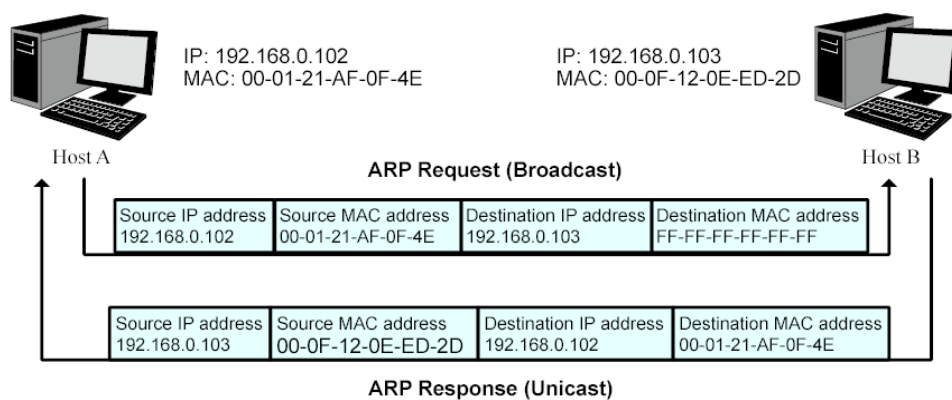 IP: 192.168.0.102
MAC: 00-01-21-AF-0F-4E
IP: 192.168.0.103
MAC: 00-0F-12-0E-ED-2D
Host A
Host B
ARP Request (Broadcast)
Source IP address
192.168.0.102
Source MAC address
00-01-21-AF-0F-4E
Destination IP address
192.168.0.103
Destination MAC address
FF-FF-FF-FF-FF-FF
Source IP address
192.168.0.103
Source MAC address
00-0F-12-0E-ED-2D
Destination IP address
192.168.0.102
Destination MAC address
00-01-21-AF-0F-4E
ARP Response (Unicast)